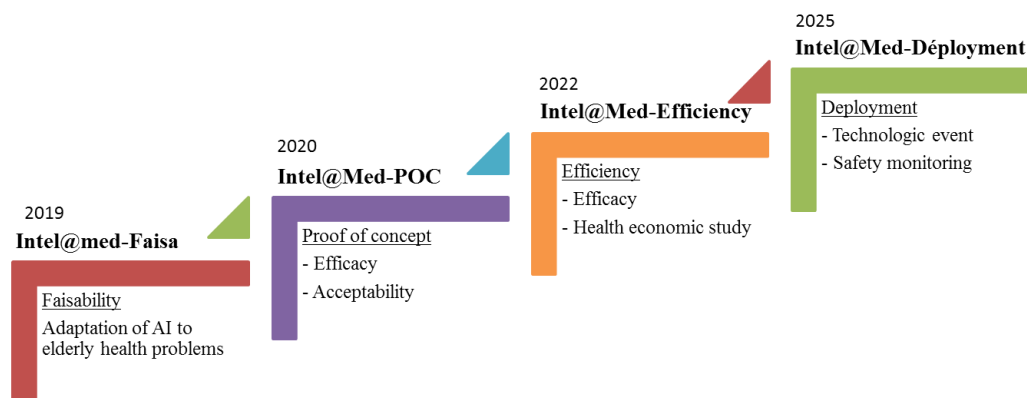 2019
Intel@med-Faisa
Faisability
Adaptation of AI to
elderly health problems
2020
Intel@Med-POC
Proof of concept
- Efficacy
- Acceptability
2022
Intel@Med-Efficiency
Efficiency
- Efficacy
- Health economic study
2025
Intel@Med-Déployment
Deployment
- Technologic event
- Safety monitoring